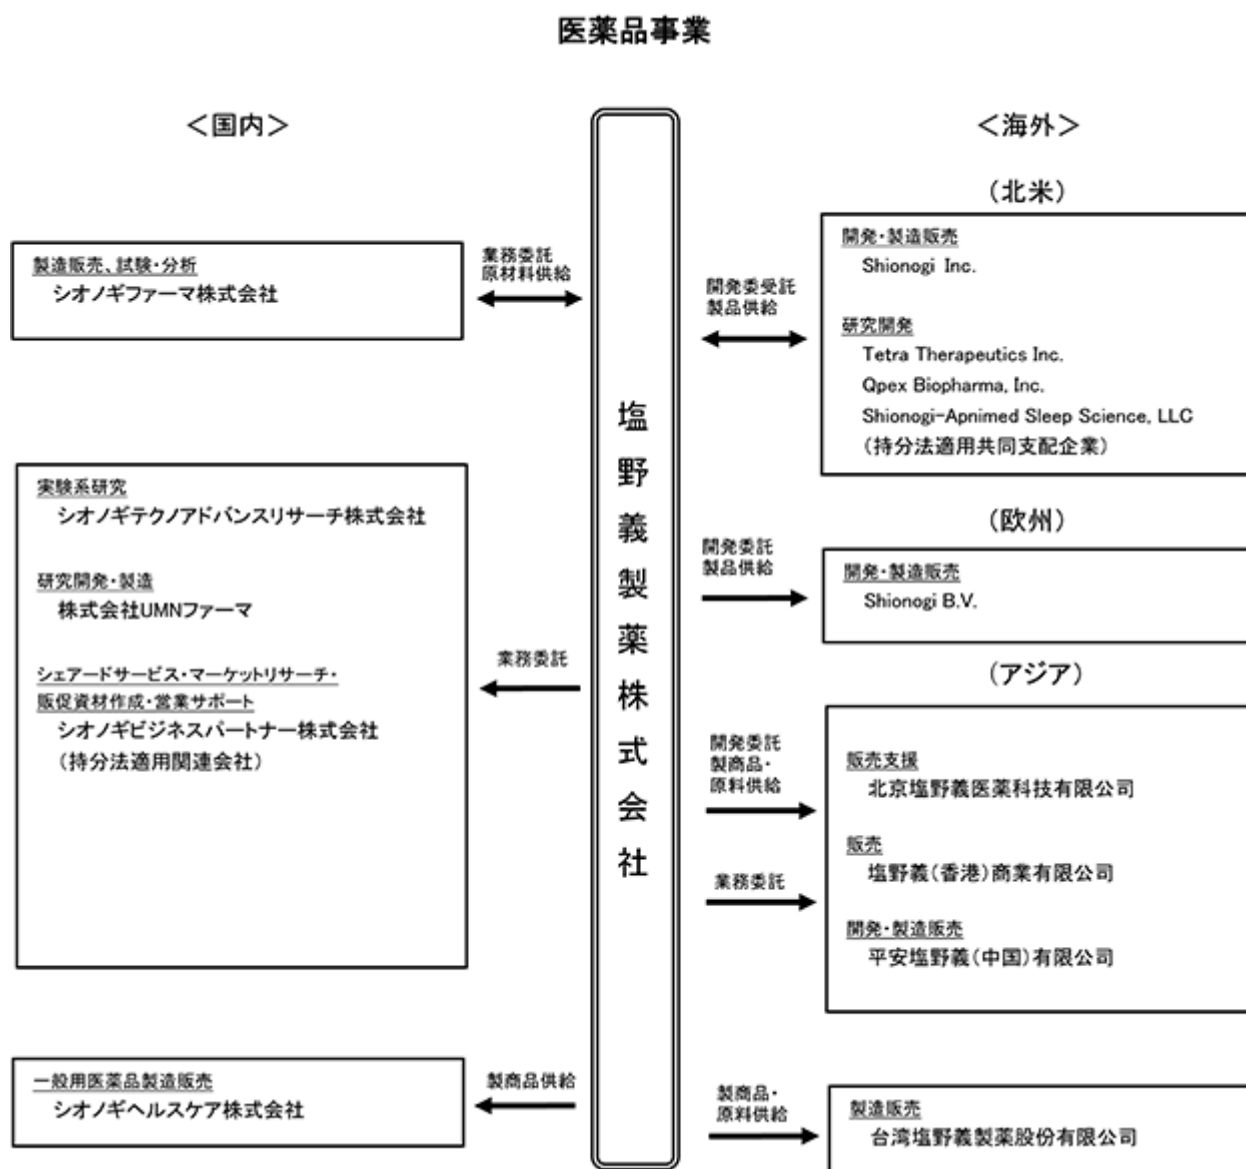 医薬品事業
＜国内＞
製造販売、試験・分析
シオノギファーマ株式会社
業務委託
原材料供給
実験系研究
シオノギテクノアドバンスリサーチ株式会社
研究開発・製造
株式会社UMNファーマ
シェアードサービス・マーケットリサーチ・
販促資材作成・営業サポート
シオノギビジネスパートナー株式会社
（持分法適用関連会社）
業務委託
一般用医薬品製造販売
シオノギヘルスケア株式会社
製商品供給
塩野義製薬株式会社
＜海外＞
（北米）
開発委受託
製品供給
開発・製造販売
Shionogi Inc.
研究開発
Tetra Therapeutics Inc.
Qpex Biopharma, Inc.
Shionogi-Apnimed Sleep Science, LLC
（持分法適用共同支配企業）
（欧州）
開発委託
製品供給
開発・製造販売
Shionogi B.V.
（アジア）
開発委託
製商品・
原料供給
業務委託
販売支援
北京塩野義医薬科技有限公司
販売
塩野義（香港）商業有限公司
開発・製造販売
平安塩野義（中国）有限公司
製商品・
原料供給
製造販売
台湾塩野義製薬股份有限公司